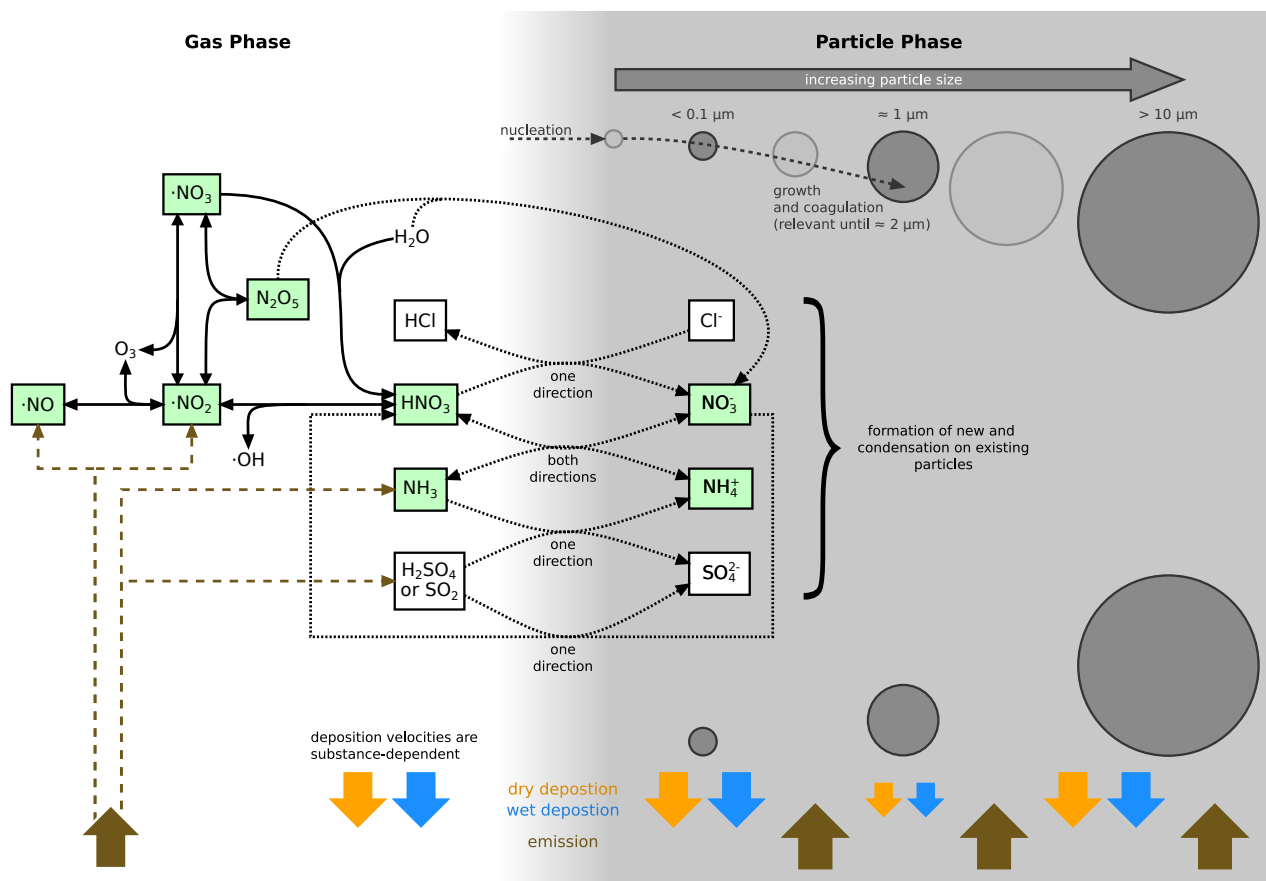 Gas Phase
Particle Phase
increasing particle size
< 0.1 μm
≈ 1 μm
> 10 μm
nucleation
growth
and coagulation
(relevant until ≈ 2 μm)
·NO₃
H₂O
N₂O₅
HCl
Cl⁻
O₃
one
direction
·NO
·NO₂
HNO₃
NO₃⁻
formation of new and
condensation on existing
particles
·OH
both
directions
NH₃
NH₄⁺
one
direction
H₂SO₄
or SO₂
SO₄²⁻
one
direction
deposition velocities are
substance-dependent
dry depostion
wet depostion
emission